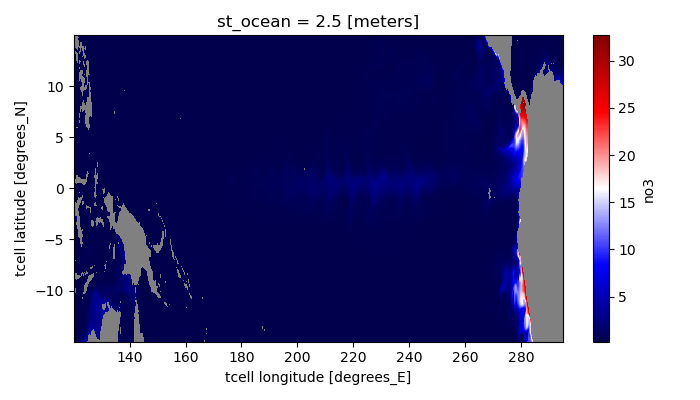 st_ocean = 2.5 [meters]
tcell latitude [degrees_N]
10
5
0
−5
−10
140 160 180 200 220 240 260 280
tcell longitude [degrees_E]
30
25
20
15
10
5
no3